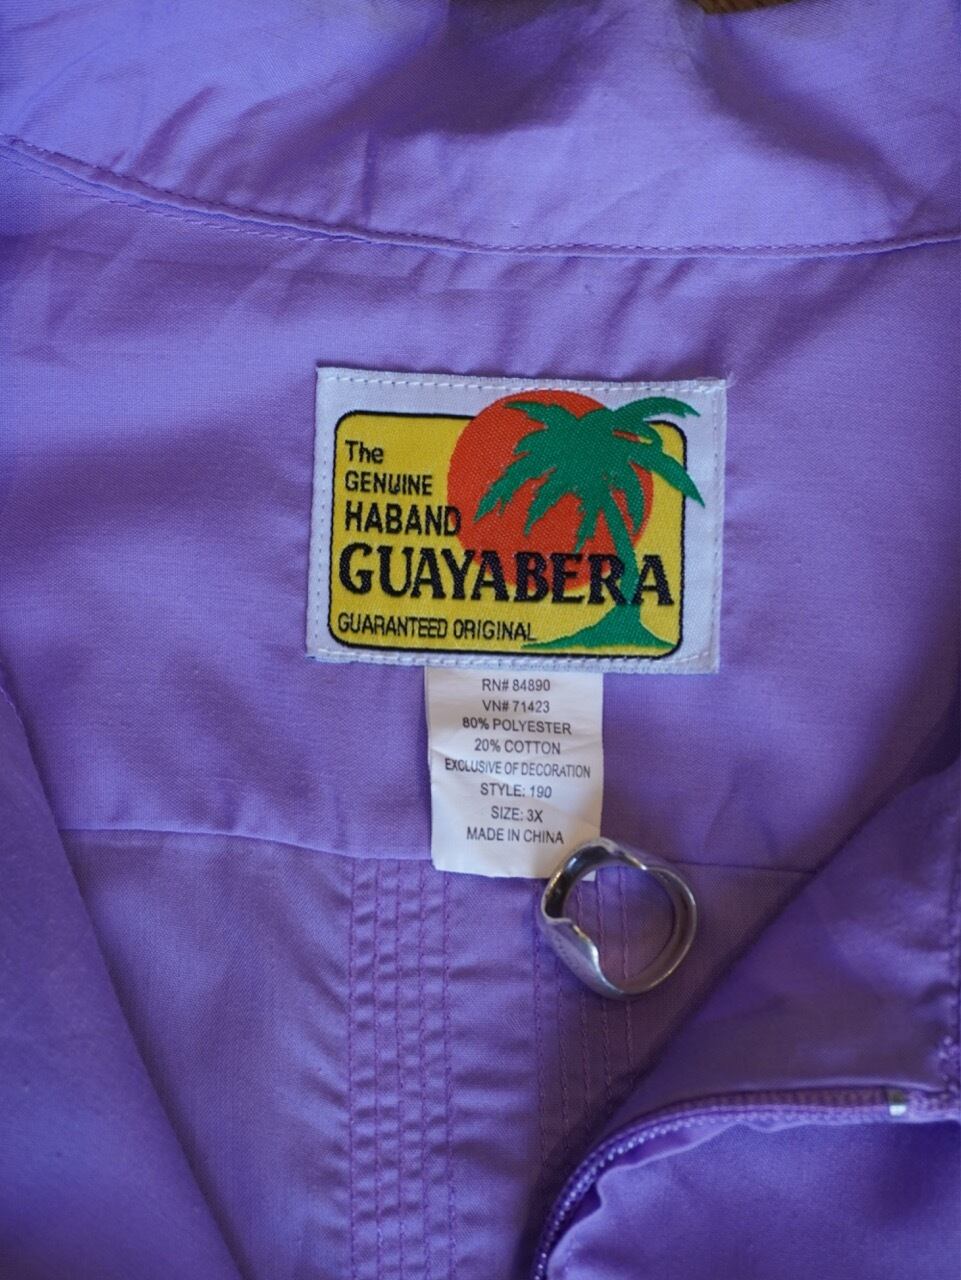 The
GENUINE
HABAND
GUAYABERA
GUARANTEED ORIGINAL
RN# 84890
VN# 71423
80% POLYESTER
20% COTTON
EXCLUSIVE OF DECORATION
STYLE: 190
SIZE: 3X
MADE IN CHINA